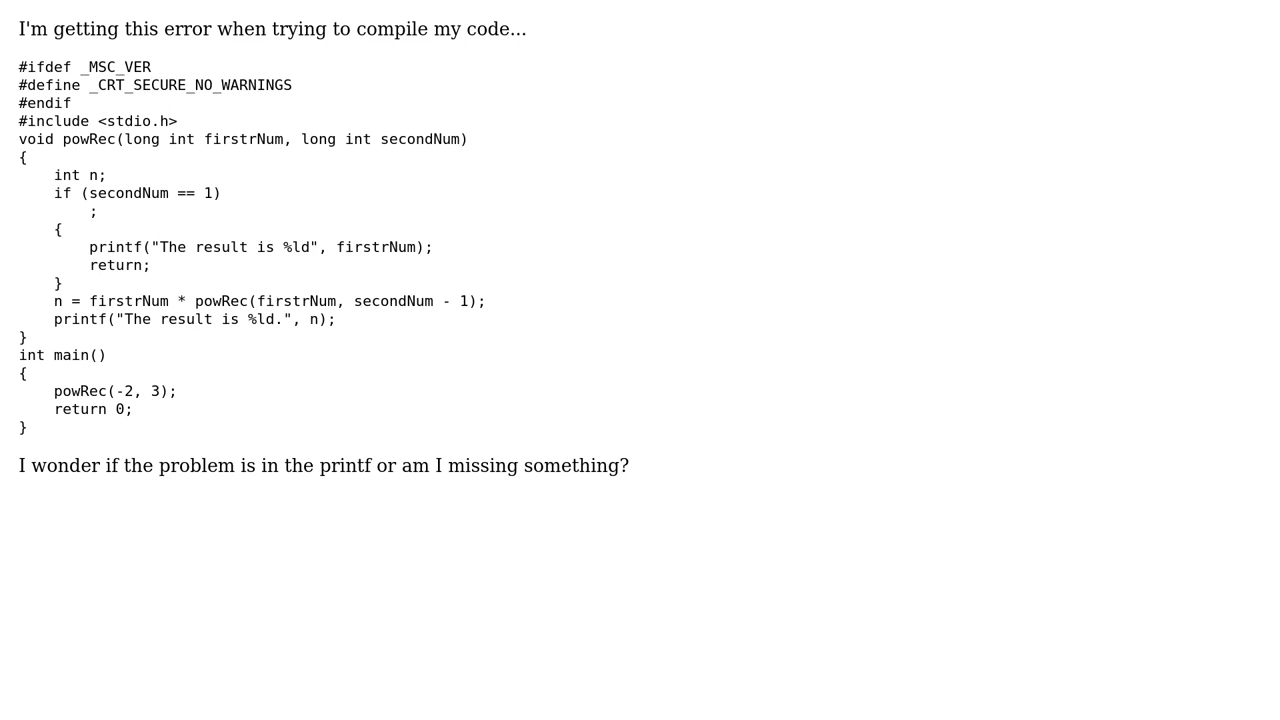 I'm getting this error when trying to compile my code...
#ifdef _MSC_VER
#define _CRT_SECURE_NO_WARNINGS
#endif
#include <stdio.h>
void powRec(long int firstrNum, long int secondNum)
{
    int n;
    if (secondNum == 1)
        ;
    {
        printf("The result is %ld", firstrNum);
        return;
    }
    n = firstrNum * powRec(firstrNum, secondNum - 1);
    printf("The result is %ld.", n);
}
int main()
{
    powRec(-2, 3);
    return 0;
}
I wonder if the problem is in the printf or am I missing something?